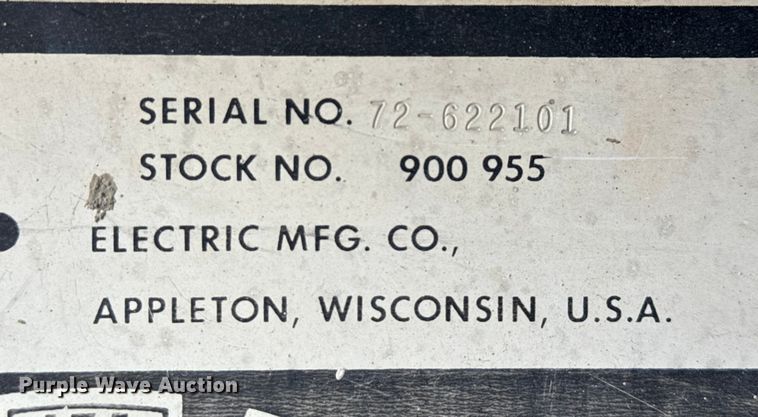 SERIAL NO. 72-622101
STOCK NO. 900 955
ELECTRIC MFG. CO.,
APPLETON, WISCONSIN, U.S.A.
Purple Wave Auction